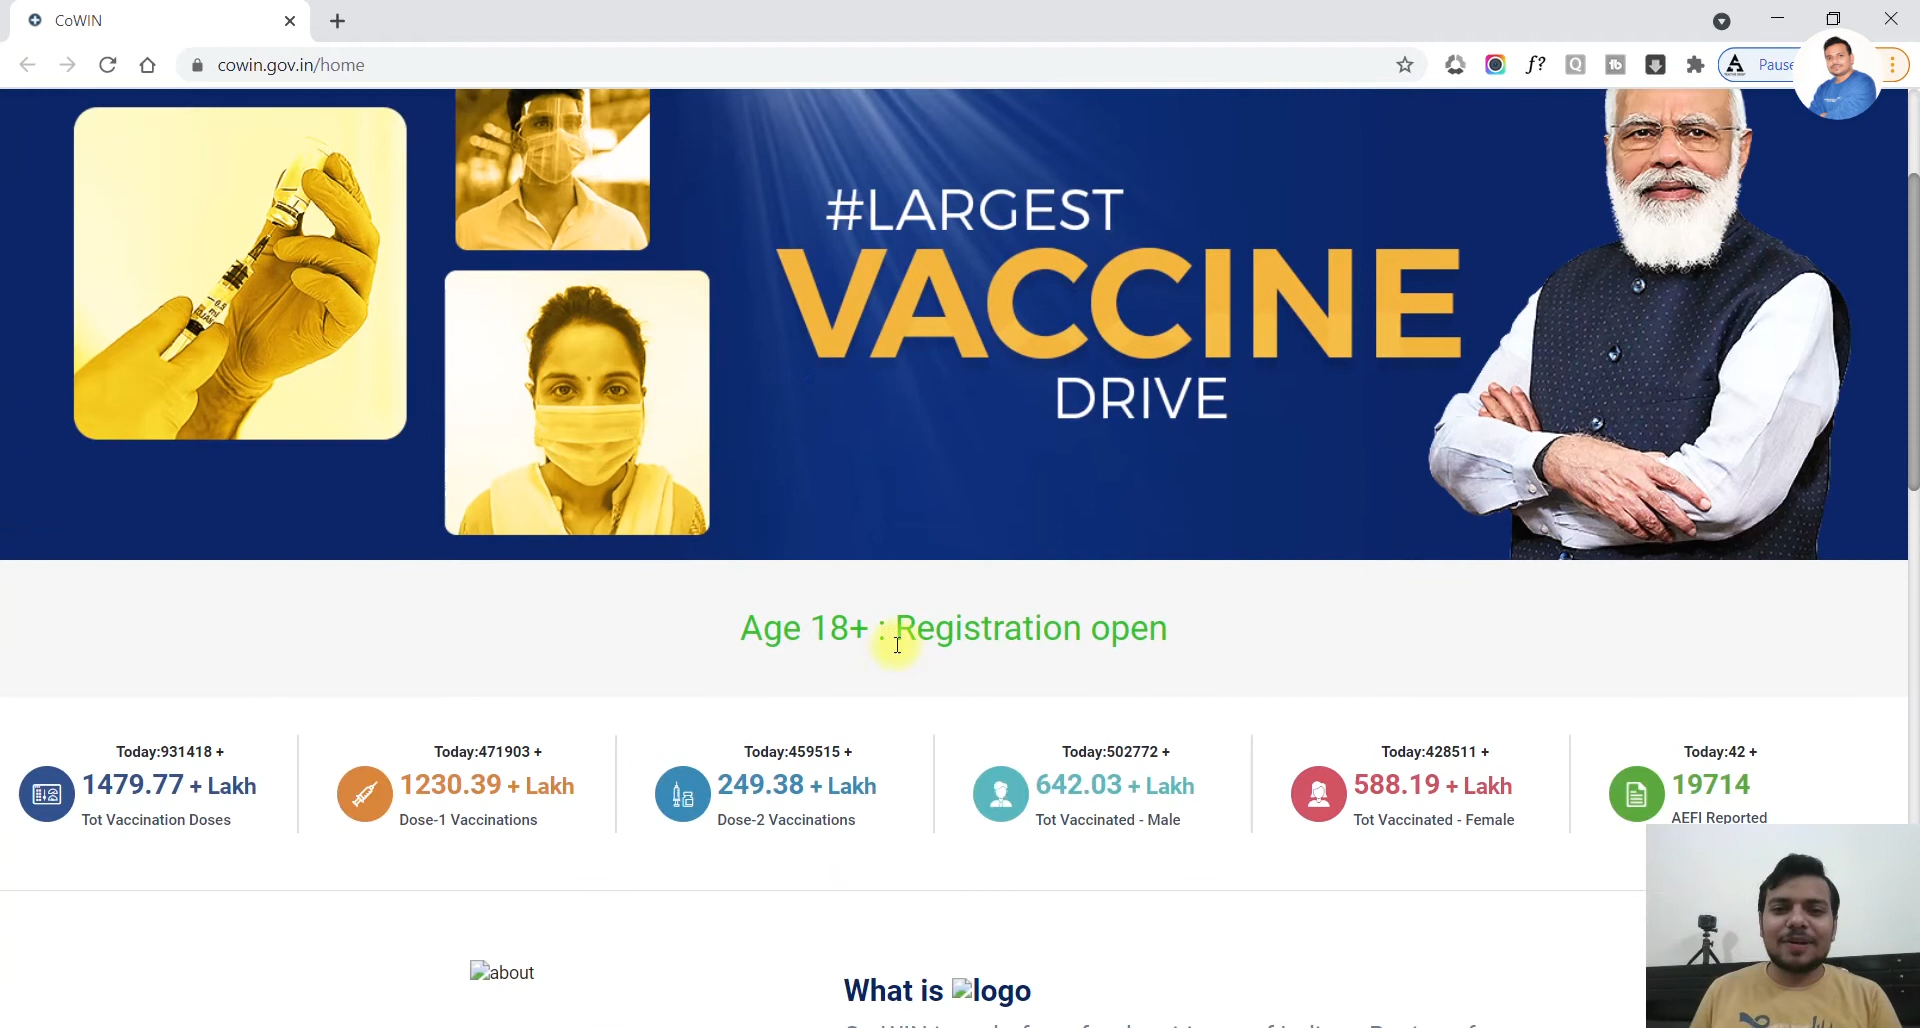 CoWIN
cowin.gov.in/home
f?
Q
tb
A
Pause
#LARGEST
VACCINE
DRIVE
Age 18+ : Registration open
Today:931418 +
1479.77 + Lakh
Tot Vaccination Doses
Today:471903 +
1230.39 + Lakh
Dose-1 Vaccinations
Today:459515 +
249.38 + Lakh
Dose-2 Vaccinations
Today:502772 +
642.03 + Lakh
Tot Vaccinated - Male
Today:428511 +
588.19 + Lakh
Tot Vaccinated - Female
Today:42 +
19714
AEFI Reported
about
What is logo